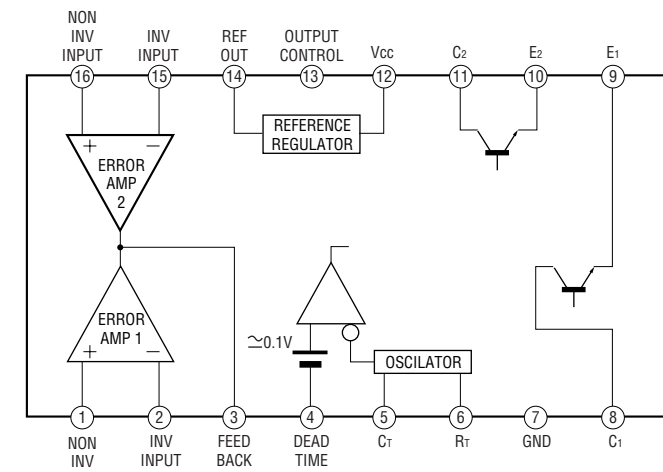 NON
INV
INPUT
INV
INPUT
REF
OUT
OUTPUT
CONTROL
Vcc
C2
E2
E1
16
15
14
13
12
11
10
9
REFERENCE
REGULATOR
+
−
ERROR
AMP
2
ERROR
AMP 1
+
−
≃0.1V
OSCILATOR
1
2
3
4
5
6
7
8
NON
INV
INV
INPUT
FEED
BACK
DEAD
TIME
CT
RT
GND
C1